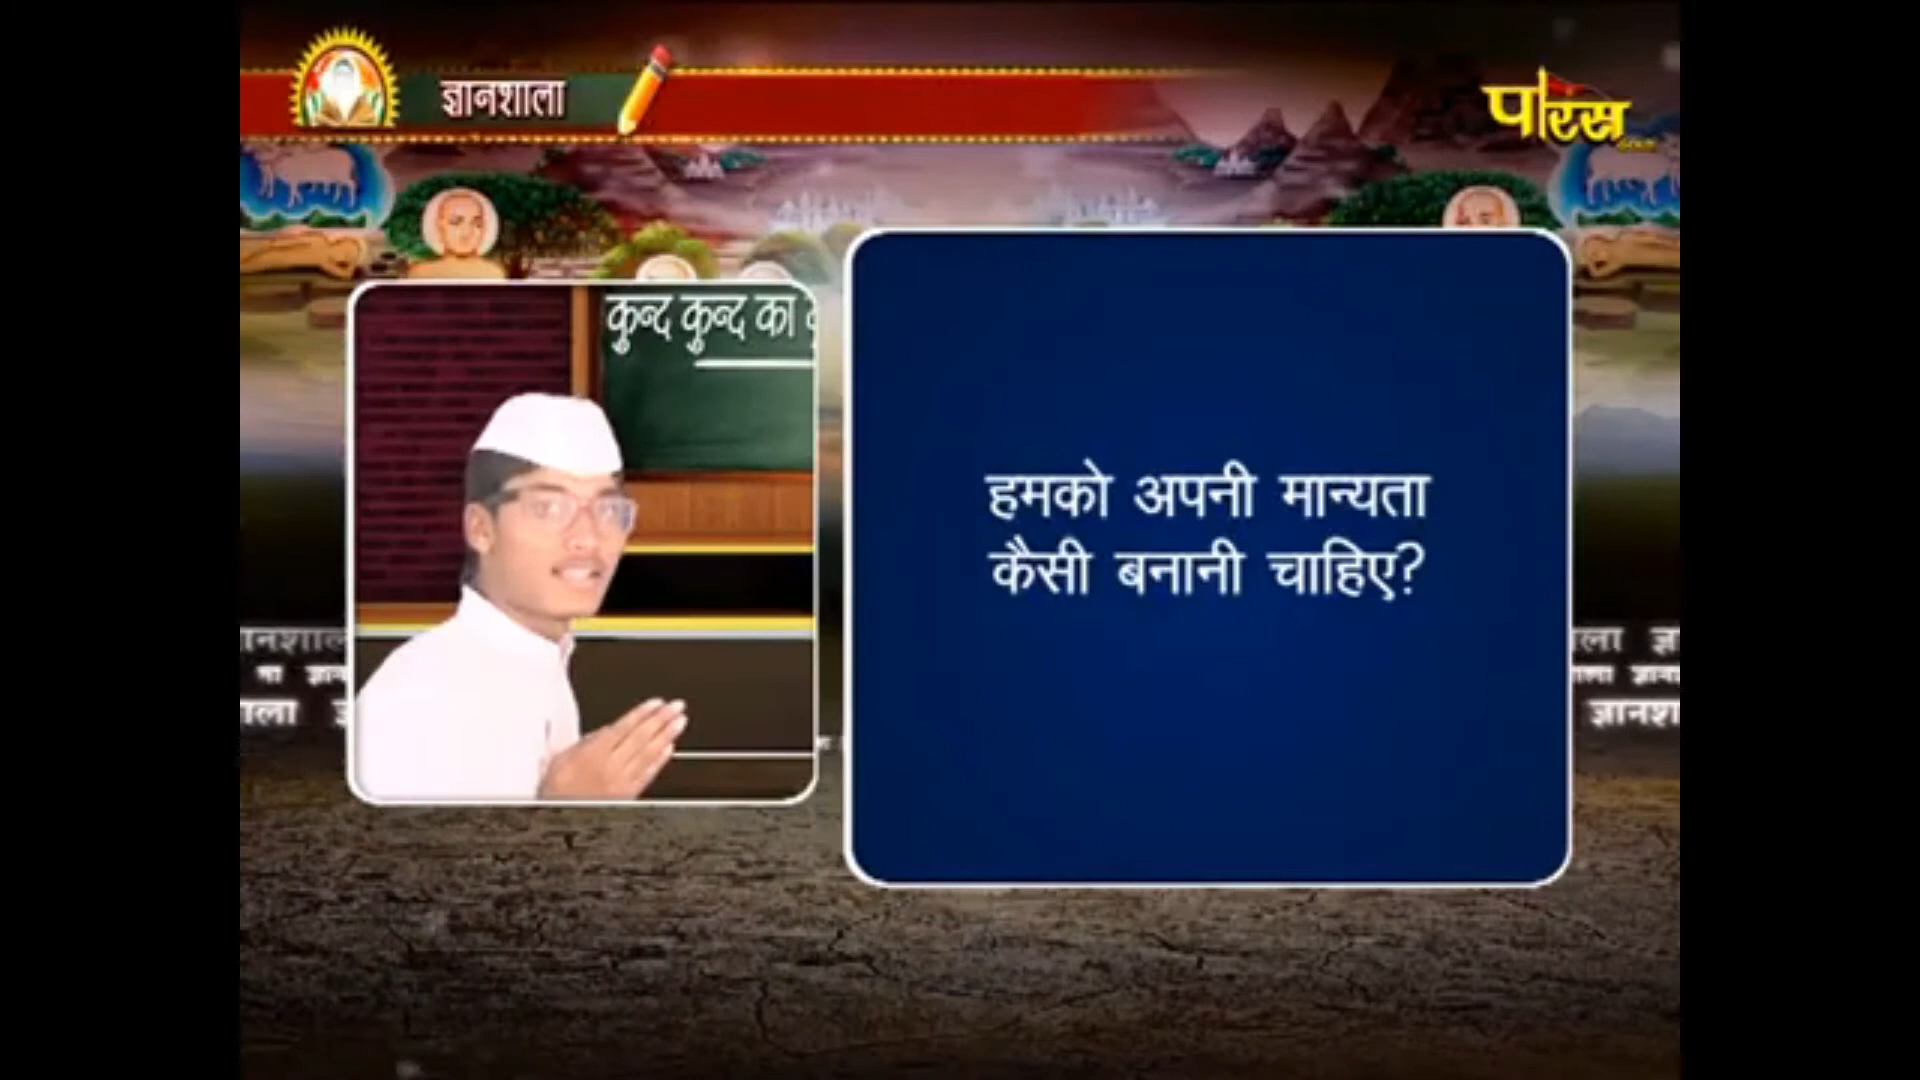 ज्ञानशाला
पारस
कुन्द कुन्द का
हमको अपनी मान्यता
कैसी बनानी चाहिए?